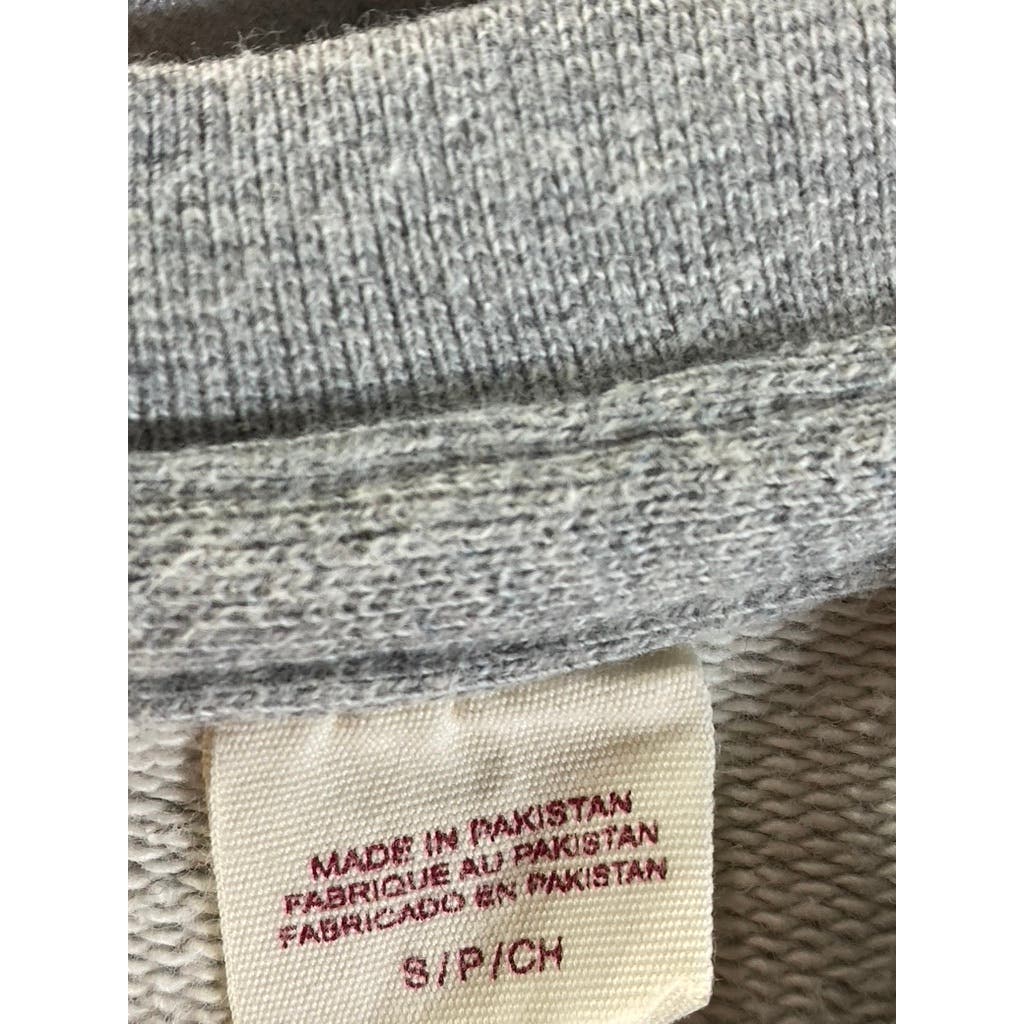 MADE IN PAKISTAN
FABRIQUE AU PAKISTAN
FABRICADO EN PAKISTAN
S/P/CH